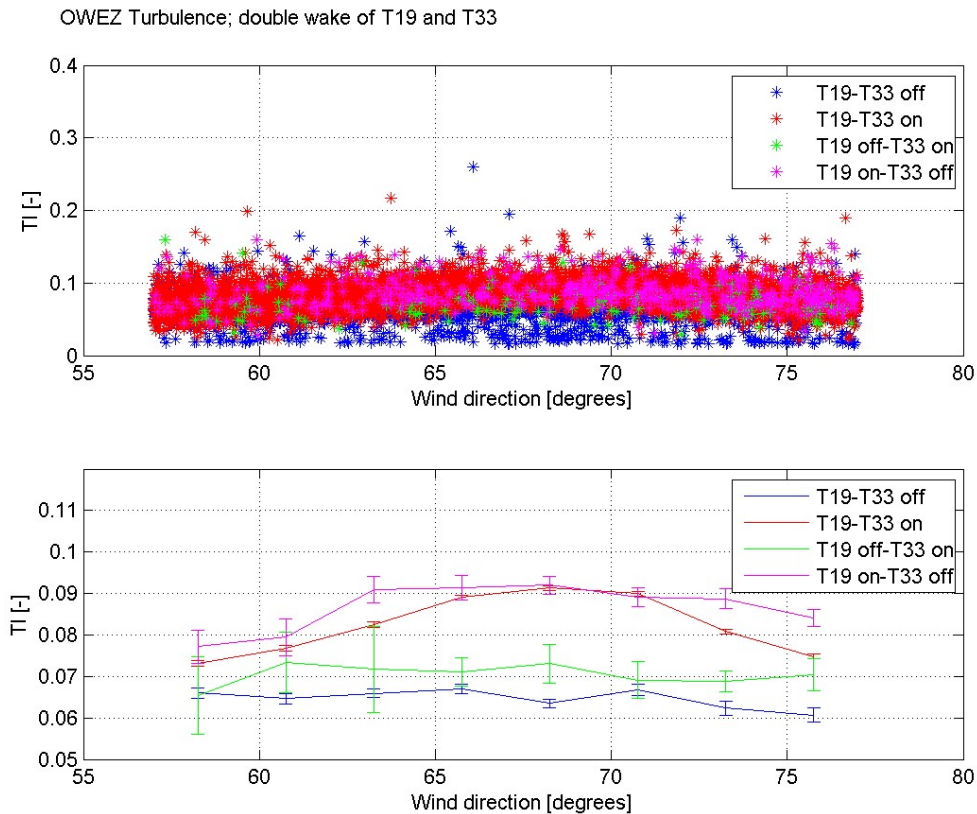 OWEZ Turbulence; double wake of T19 and T33
0.4
0.3
0.2
0.1
0
TI [-]
T19-T33 off
T19-T33 on
T19 off-T33 on
T19 on-T33 off
55 60 65 70 75 80
Wind direction [degrees]
0.11
0.1
0.09
0.08
0.07
0.06
0.05
TI [-]
T19-T33 off
T19-T33 on
T19 off-T33 on
T19 on-T33 off
55 60 65 70 75 80
Wind direction [degrees]